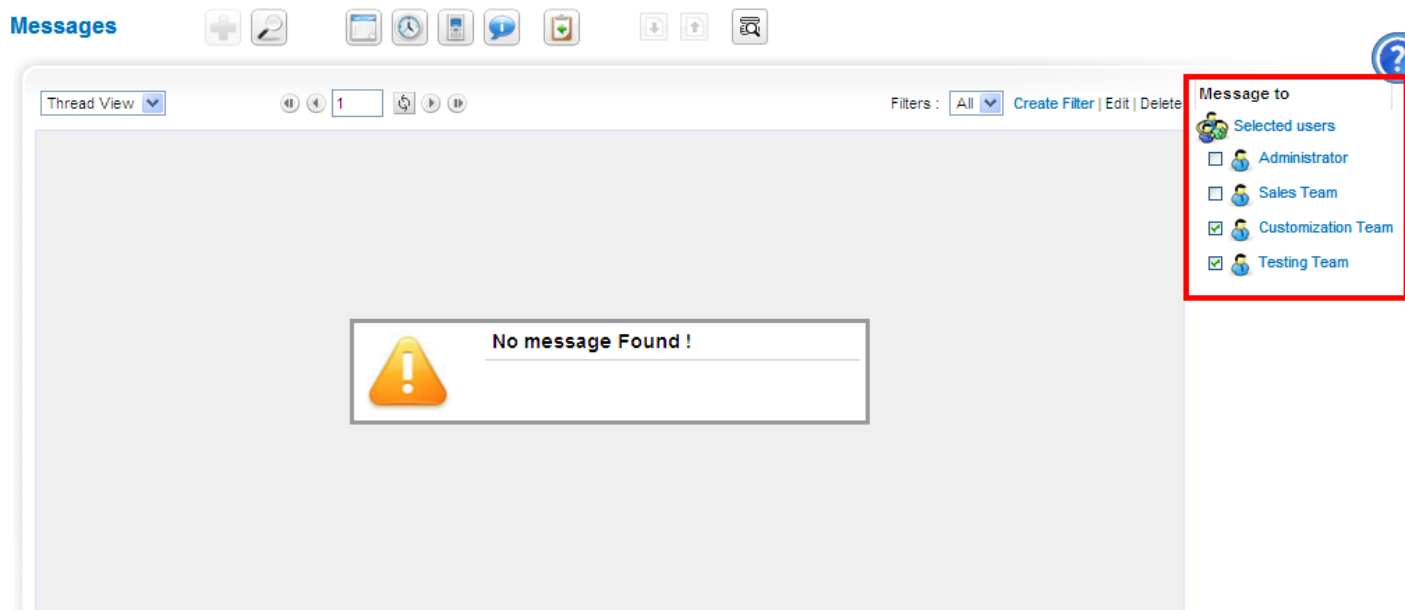 Messages
Thread View
1
Filters : All Create Filter | Edit | Delete
Message to
Selected users
Administrator
Sales Team
Customization Team
Testing Team
No message Found !